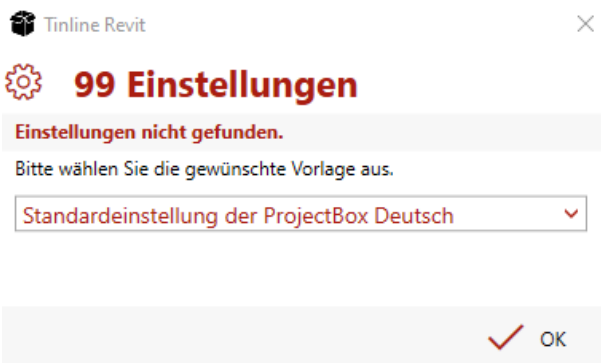 Tinline Revit
99 Einstellungen
Einstellungen nicht gefunden.
Bitte wählen Sie die gewünschte Vorlage aus.
Standardeinstellung der ProjectBox Deutsch
OK